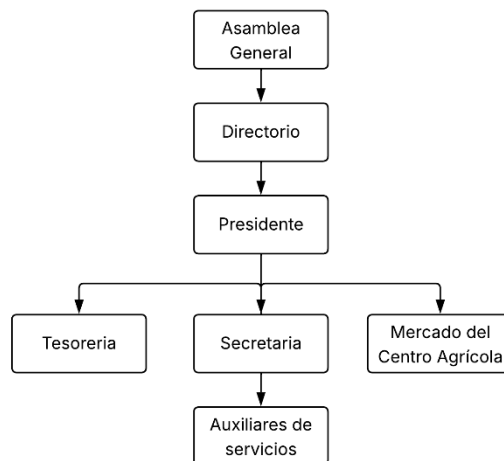 Asamblea
General
Directorio
Presidente
Tesoreria
Secretaria
Mercado del
Centro Agrícola
Auxiliares de
servicios